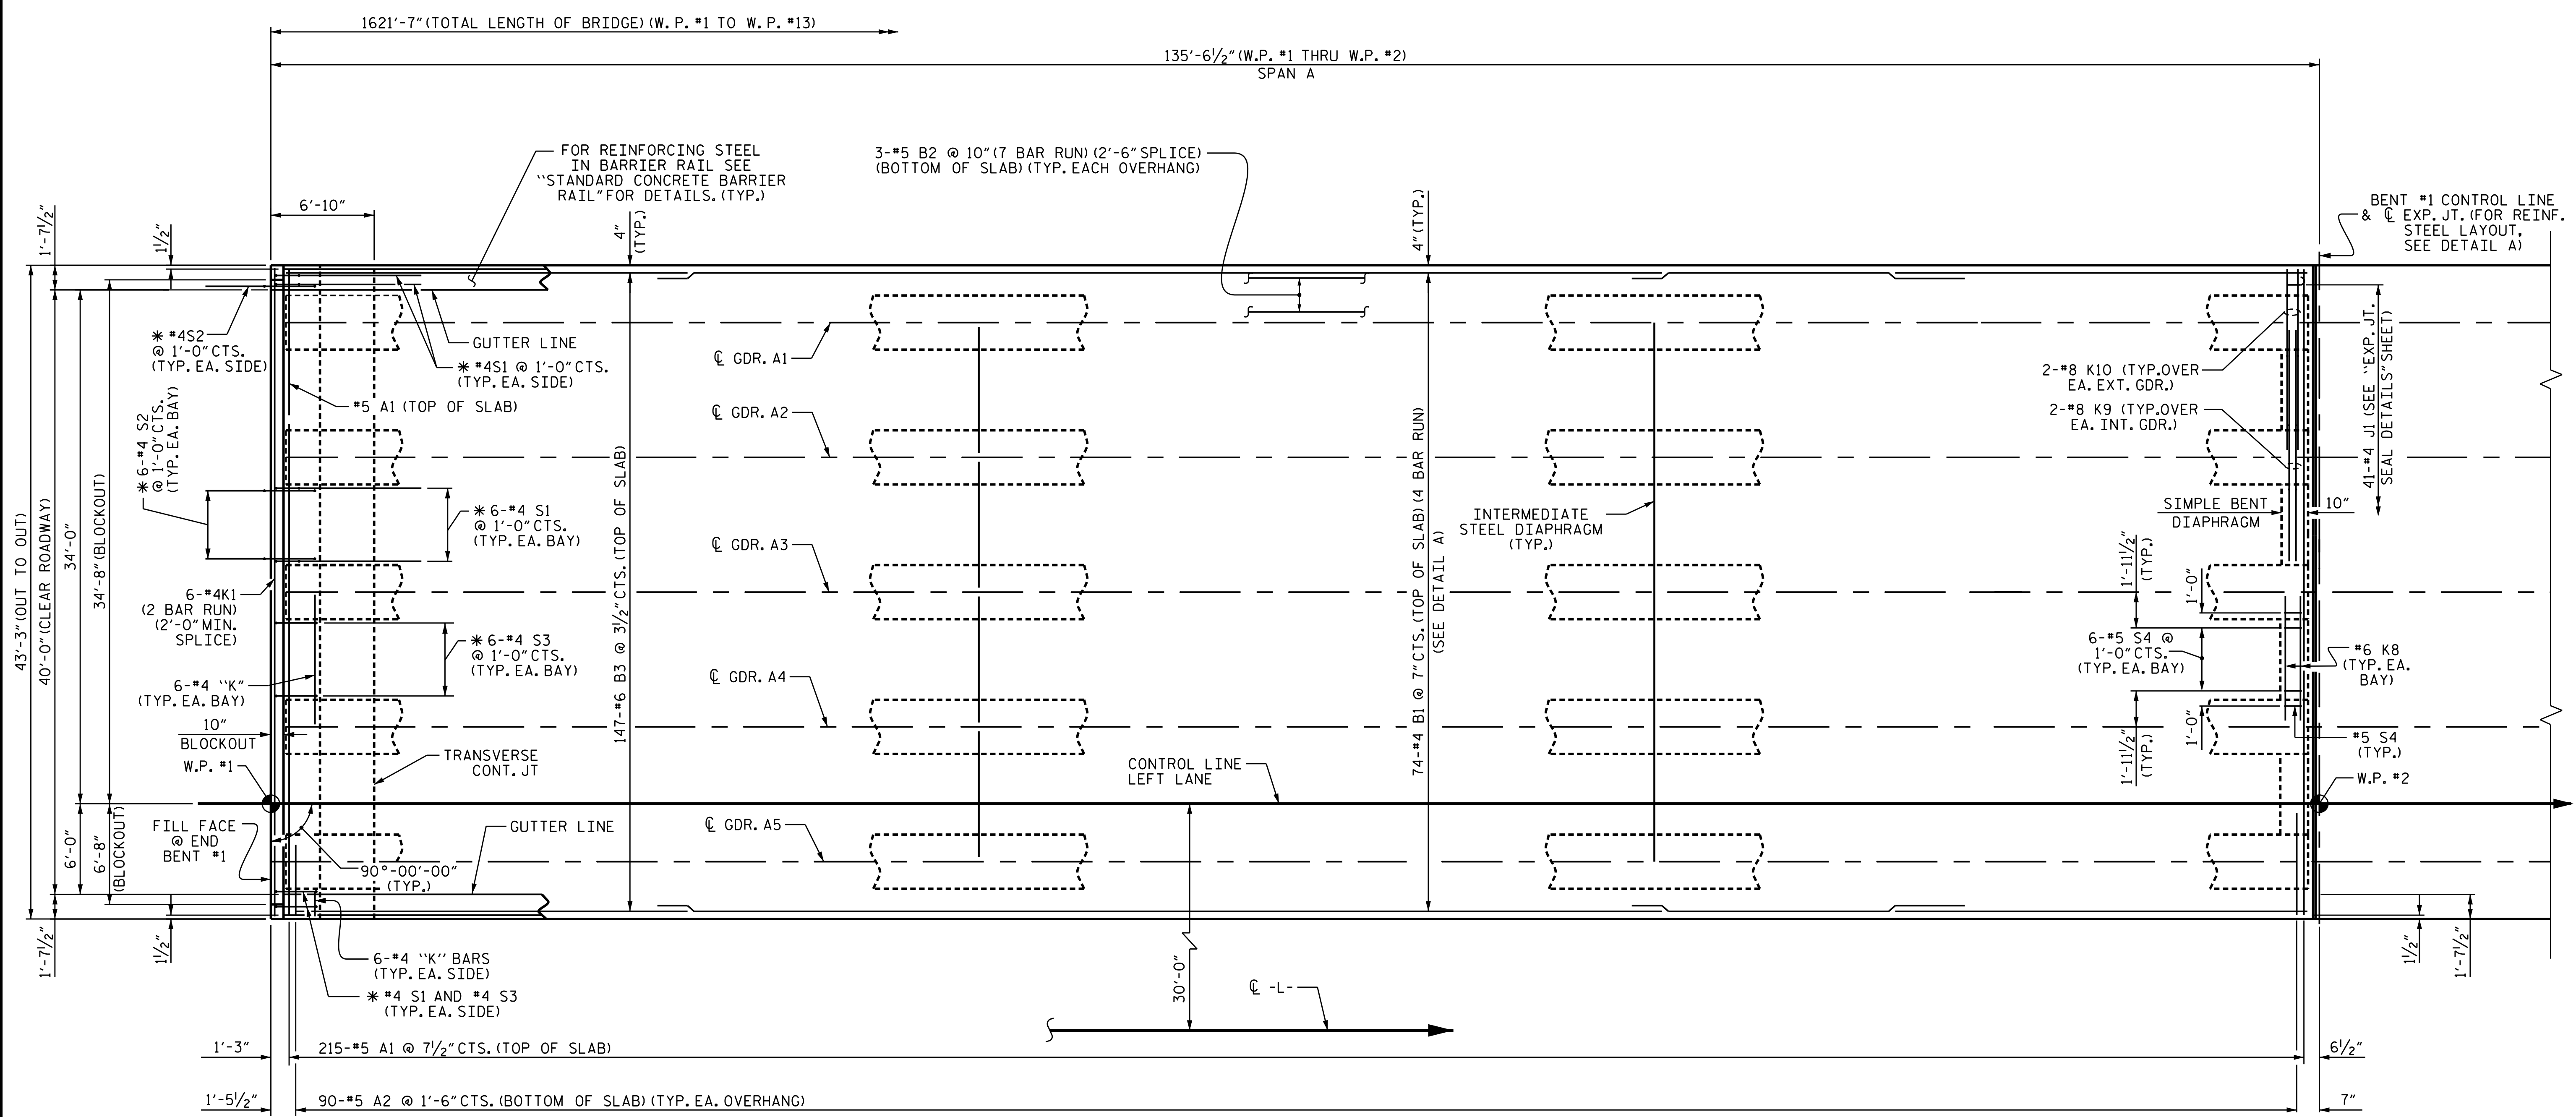 1621'-7" (TOTAL LENGTH OF BRIDGE) (W.P. #1 TO W.P. #13)
135'-6½" (W.P. #1 THRU W.P. #2)
SPAN A
FOR REINFORCING STEEL
IN BARRIER RAIL SEE
"STANDARD CONCRETE BARRIER
RAIL" FOR DETAILS. (TYP.)
3-#5 B2 @ 10" (7 BAR RUN) (2'-6" SPLICE)
(BOTTOM OF SLAB) (TYP. EACH OVERHANG)
BENT #1 CONTROL LINE
& ℄ EXP. JT. (FOR REINF.
STEEL LAYOUT,
SEE DETAIL A)
6'-10"
1'-7½"
1½"
4"
(TYP.)
4" (TYP.)
✳ #4S2
@ 1'-0" CTS.
(TYP. EA. SIDE)
GUTTER LINE
✳ #4S1 @ 1'-0" CTS.
(TYP. EA. SIDE)
#5 A1 (TOP OF SLAB)
✳ 6-#4 S2
@ 1'-0" CTS.
(TYP. EA. BAY)
℄ GDR. A1
℄ GDR. A2
℄ GDR. A3
℄ GDR. A4
℄ GDR. A5
2-#8 K10 (TYP. OVER
EA. EXT. GDR.)
2-#8 K9 (TYP. OVER
EA. INT. GDR.)
41-#4 J1 (SEE "EXP. JT.
SEAL DETAILS" SHEET)
43'-3" (OUT TO OUT)
40'-0" (CLEAR ROADWAY)
34'-0"
34'-8" (BLOCKOUT)
✳ 6-#4 S1
@ 1'-0" CTS.
(TYP. EA. BAY)
147-#6 B3 @ 3½" CTS. (TOP OF SLAB)
74-#4 B1 @ 7" CTS. (TOP OF SLAB) (4 BAR RUN)
(SEE DETAIL A)
INTERMEDIATE
STEEL DIAPHRAGM
(TYP.)
SIMPLE BENT
DIAPHRAGM
10"
1'-11½"
(TYP.)
1'-0"
6-#4K1
(2 BAR RUN)
(2'-0" MIN.
SPLICE)
✳ 6-#4 S3
@ 1'-0" CTS.
(TYP. EA. BAY)
6-#5 S4 @
1'-0" CTS.
(TYP. EA. BAY)
#6 K8
(TYP. EA.
BAY)
6-#4 "K"
(TYP. EA. BAY)
10"
BLOCKOUT
W.P. #1
TRANSVERSE
CONT. JT
CONTROL LINE
LEFT LANE
1'-11½"
(TYP.)
1'-0"
#5 S4
(TYP.)
W.P. #2
FILL FACE
@ END
BENT #1
6'-0"
6'-8"
(BLOCKOUT)
GUTTER LINE
90°-00'-00"
(TYP.)
1'-7½"
1½"
6-#4 "K" BARS
(TYP. EA. SIDE)
✳ #4 S1 AND #4 S3
(TYP. EA. SIDE)
30'-0"
℄ -L-
1½"
1'-7½"
1'-3"
215-#5 A1 @ 7½" CTS. (TOP OF SLAB)
6½"
1'-5½"
90-#5 A2 @ 1'-6" CTS. (BOTTOM OF SLAB) (TYP. EA. OVERHANG)
7"